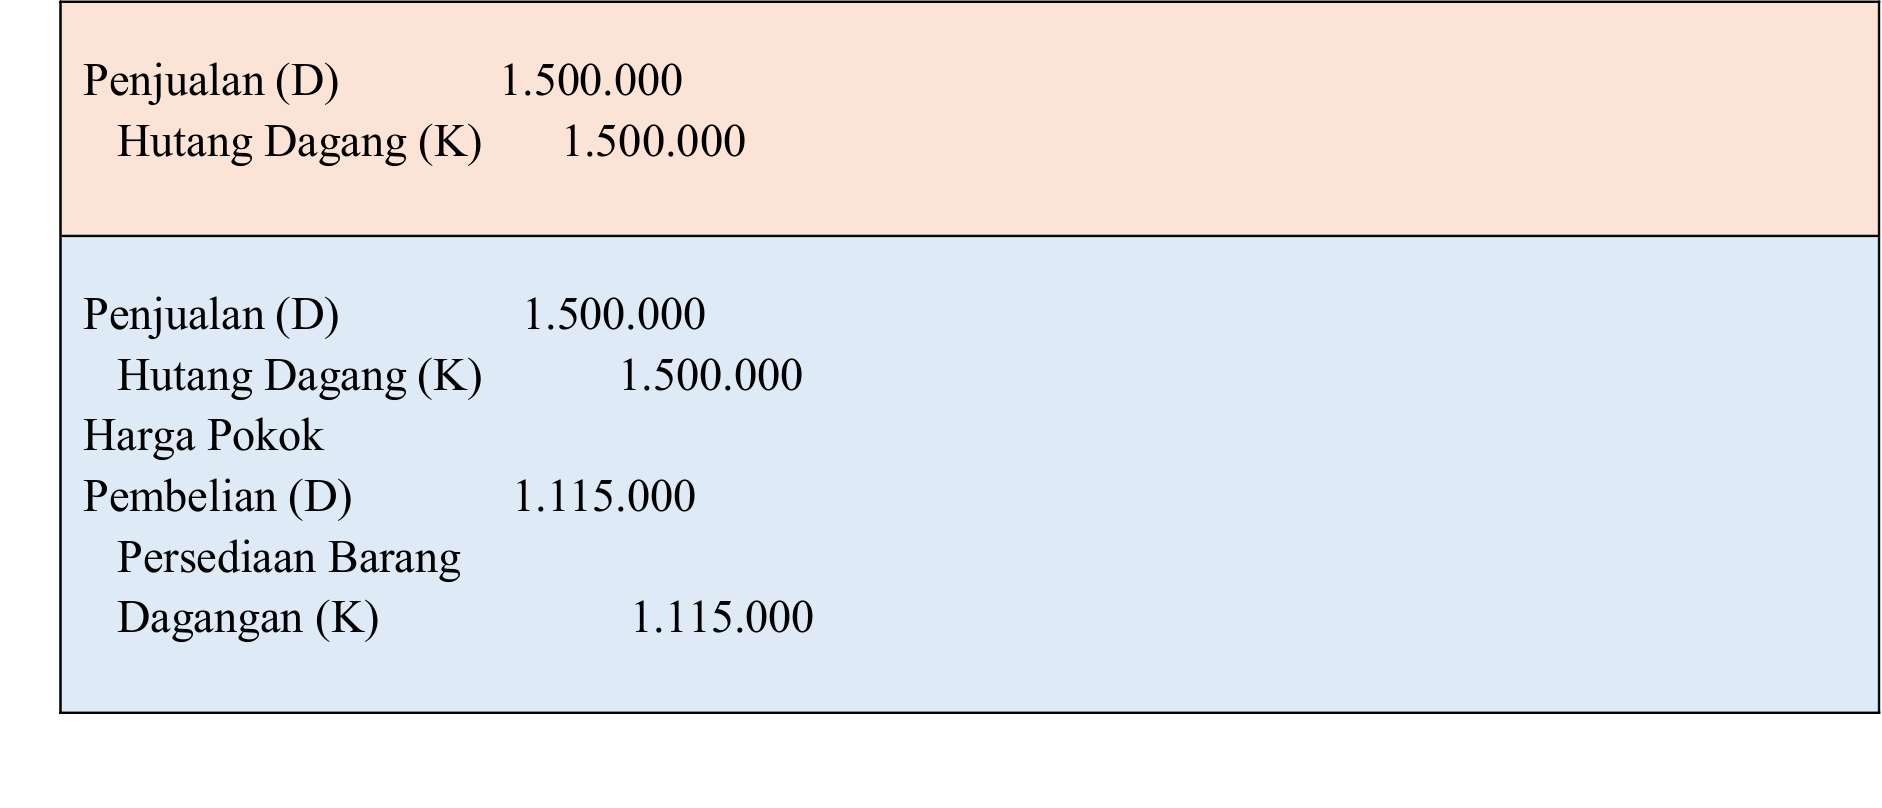 Penjualan (D) 1.500.000
Hutang Dagang (K) 1.500.000
Penjualan (D) 1.500.000
Hutang Dagang (K) 1.500.000
Harga Pokok
Pembelian (D) 1.115.000
Persediaan Barang
Dagangan (K) 1.115.000